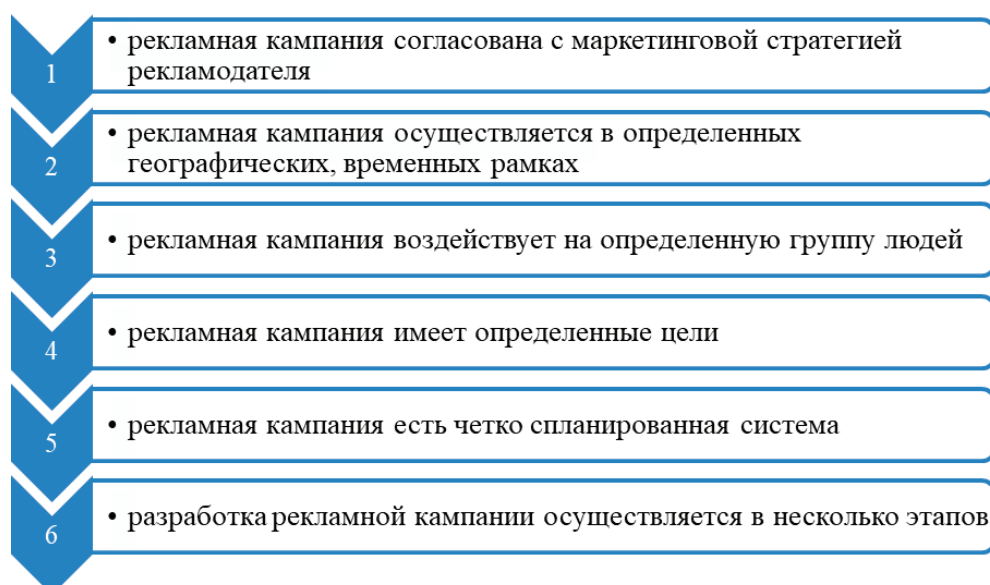 1
• рекламная кампания согласована с маркетинговой стратегией
рекламодателя
2
• рекламная кампания осуществляется в определенных
географических, временных рамках
3
• рекламная кампания воздействует на определенную группу людей
4
• рекламная кампания имеет определенные цели
5
• рекламная кампания есть четко спланированная система
6
• разработка рекламной кампании осуществляется в несколько этапов